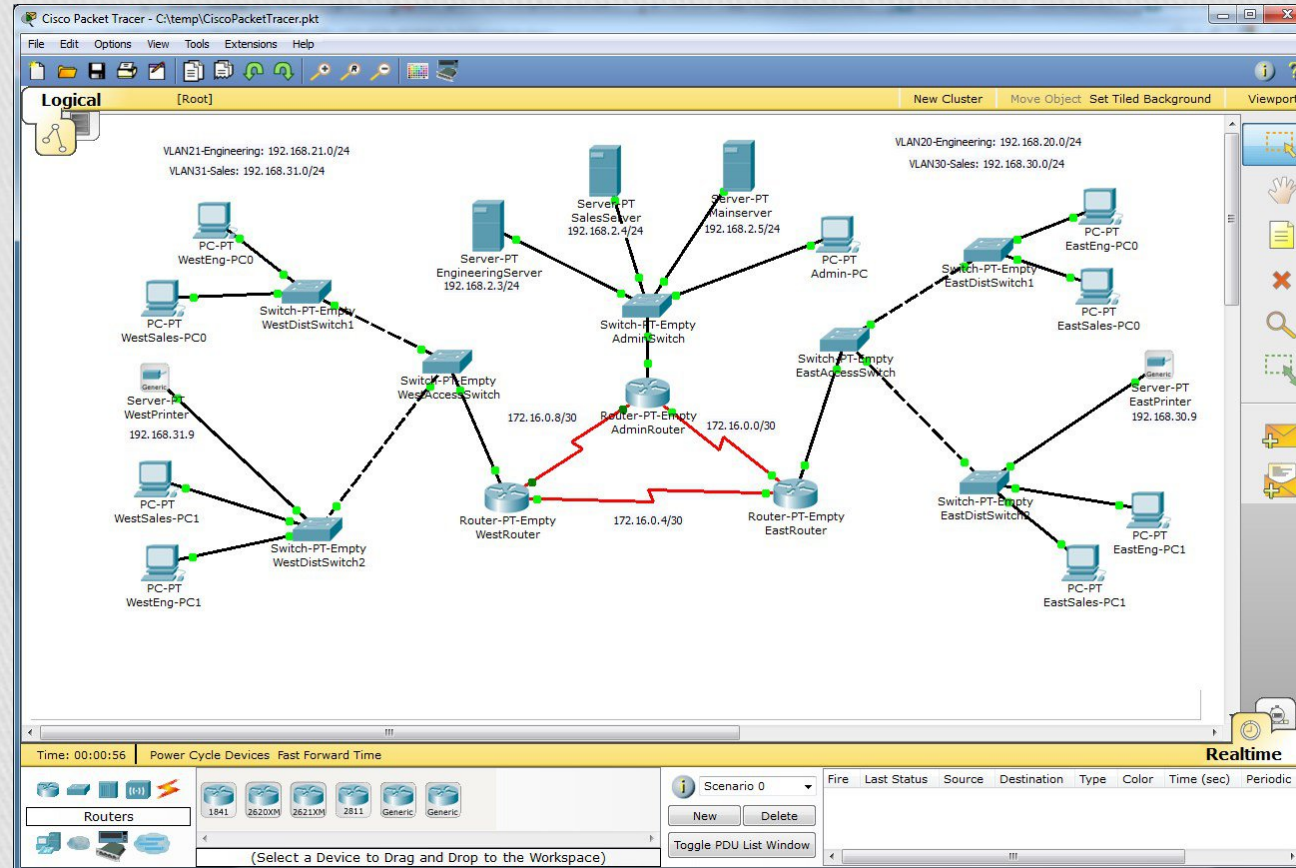 Cisco Packet Tracer - C:\temp\CiscoPacketTracer.pkt
File Edit Options View Tools Extensions Help
Logical [Root] New Cluster Move Object Set Tiled Background Viewport
VLAN21-Engineering: 192.168.21.0/24
VLAN31-Sales: 192.168.31.0/24
VLAN20-Engineering: 192.168.20.0/24
VLAN30-Sales: 192.168.30.0/24
Server-PT
SalesServer
192.168.2.4/24
Server-PT
Mainserver
192.168.2.5/24
Server-PT
EngineeringServer
192.168.2.3/24
PC-PT
Admin-PC
PC-PT
WestEng-PC0
PC-PT
WestSales-PC0
Switch-PT-Empty
WestDistSwitch1
Switch-PT-Empty
AdminSwitch
PC-PT
EastEng-PC0
Switch-PT-Empty
EastDistSwitch1
PC-PT
EastSales-PC0
Switch-PT-Empty
EastAccessSwitch
Switch-PT-Empty
WestAccessSwitch
Generic
Server-PT
WestPrinter
192.168.31.9
Generic
Server-PT
EastPrinter
192.168.30.9
172.16.0.8/30
Router-PT-Empty
AdminRouter
172.16.0.0/30
PC-PT
WestSales-PC1
Router-PT-Empty
WestRouter
172.16.0.4/30
Router-PT-Empty
EastRouter
Switch-PT-Empty
EastDistSwitch2
Switch-PT-Empty
WestDistSwitch2
PC-PT
WestEng-PC1
PC-PT
EastEng-PC1
PC-PT
EastSales-PC1
Time: 00:00:56 Power Cycle Devices Fast Forward Time Realtime
Routers
1841 2620XM 2621XM 2811 Generic Generic
(Select a Device to Drag and Drop to the Workspace)
Scenario 0
New Delete
Toggle PDU List Window
Fire Last Status Source Destination Type Color Time (sec) Periodic